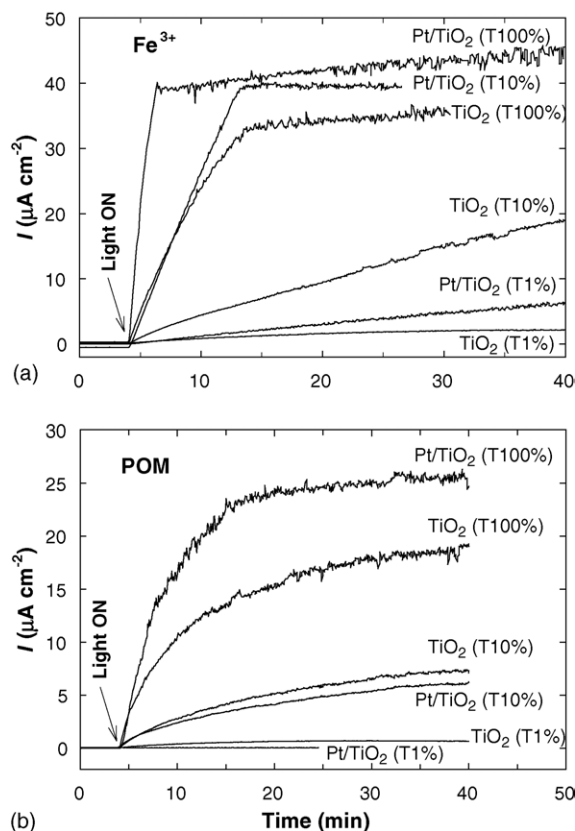 Fe³⁺
Pt/TiO₂ (T100%)
Pt/TiO₂ (T10%)
TiO₂ (T100%)
TiO₂ (T10%)
Pt/TiO₂ (T1%)
TiO₂ (T1%)
Light ON
I (μA cm⁻²)
50
40
30
20
10
0
0 10 20 30 40
(a)
POM
Pt/TiO₂ (T100%)
TiO₂ (T100%)
TiO₂ (T10%)
Pt/TiO₂ (T10%)
TiO₂ (T1%)
Pt/TiO₂ (T1%)
Light ON
I (μA cm⁻²)
30
25
20
15
10
5
0
0 10 20 30 40 50
(b)
Time (min)